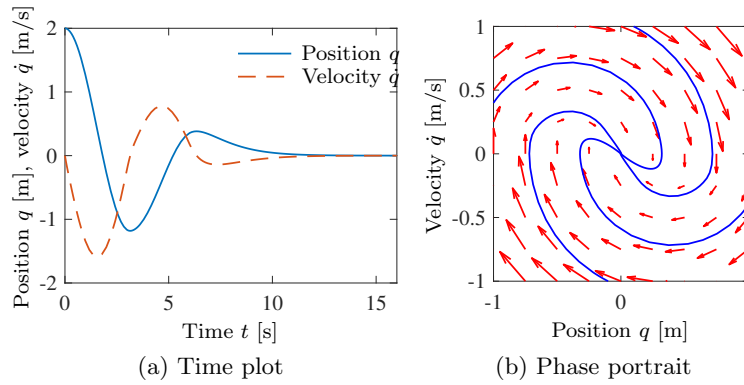 2
1
0
-1
-2
0
5
10
15
Position q [m], velocity q̇ [m/s]
Time t [s]
Position q
Velocity q̇
(a) Time plot
1
0.5
0
-0.5
-1
-1
0
Velocity q̇ [m/s]
Position q [m]
(b) Phase portrait